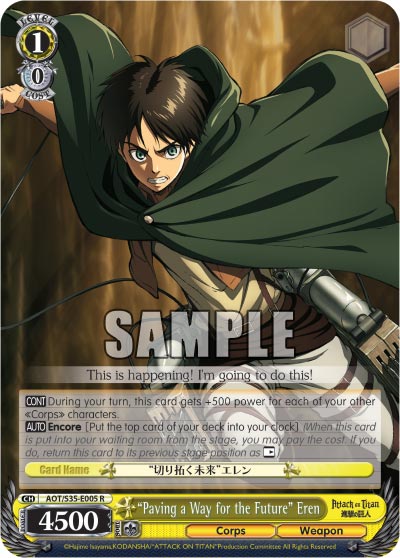 LEVEL
1
0
COST
SAMPLE
This is happening! I'm going to do this!
CONT During your turn, this card gets +500 power for each of your other
«Corps» characters.
AUTO Encore [Put the top card of your deck into your clock] (When this card
is put into your waiting room from the stage, you may pay the cost. If you
do, return this card to its previous stage position as
Card Name
“切り拓く未来”エレン
CH AOT/S35-E005 R
“Paving a Way for the Future” Eren
Attack on Titan
進撃の巨人
POWER
4500
SOUL
Corps
Weapon
©Hajime Isayama,KODANSHA/"ATTACK ON TITAN"Production Committee.